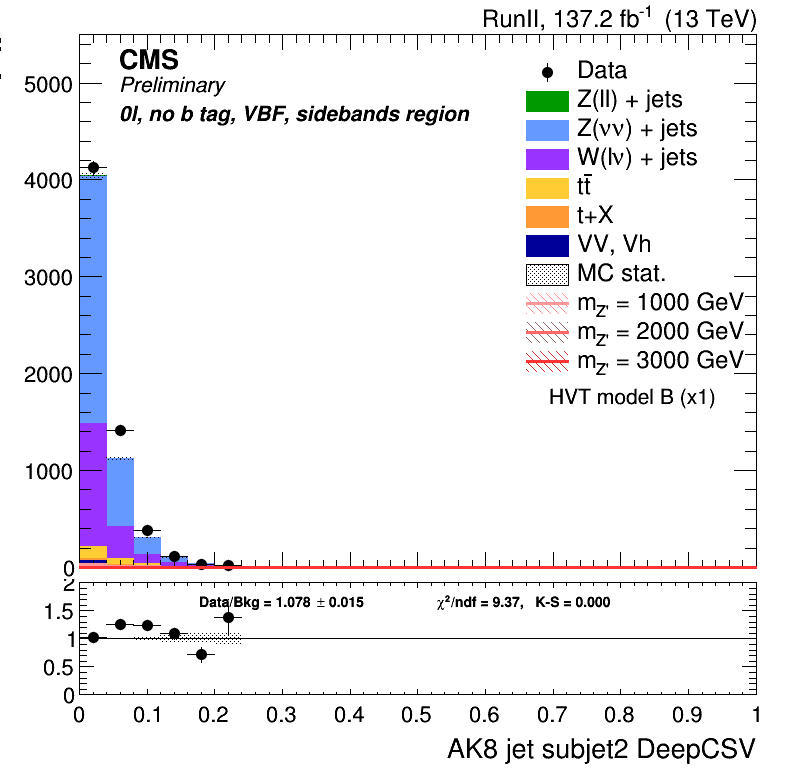 RunII, 137.2 fb⁻¹ (13 TeV)
CMS
Preliminary
0l, no b tag, VBF, sidebands region
Data
Z(ll) + jets
Z(νν) + jets
W(lν) + jets
tt̄
t+X
VV, Vh
MC stat.
m_Z' = 1000 GeV
m_Z' = 2000 GeV
m_Z' = 3000 GeV
HVT model B (x1)
5000
4000
3000
2000
1000
0
Data/Bkg = 1.078 ± 0.015
χ²/ndf = 9.37, K-S = 0.000
2
1.5
1
0.5
0
0 0.1 0.2 0.3 0.4 0.5 0.6 0.7 0.8 0.9 1
AK8 jet subjet2 DeepCSV